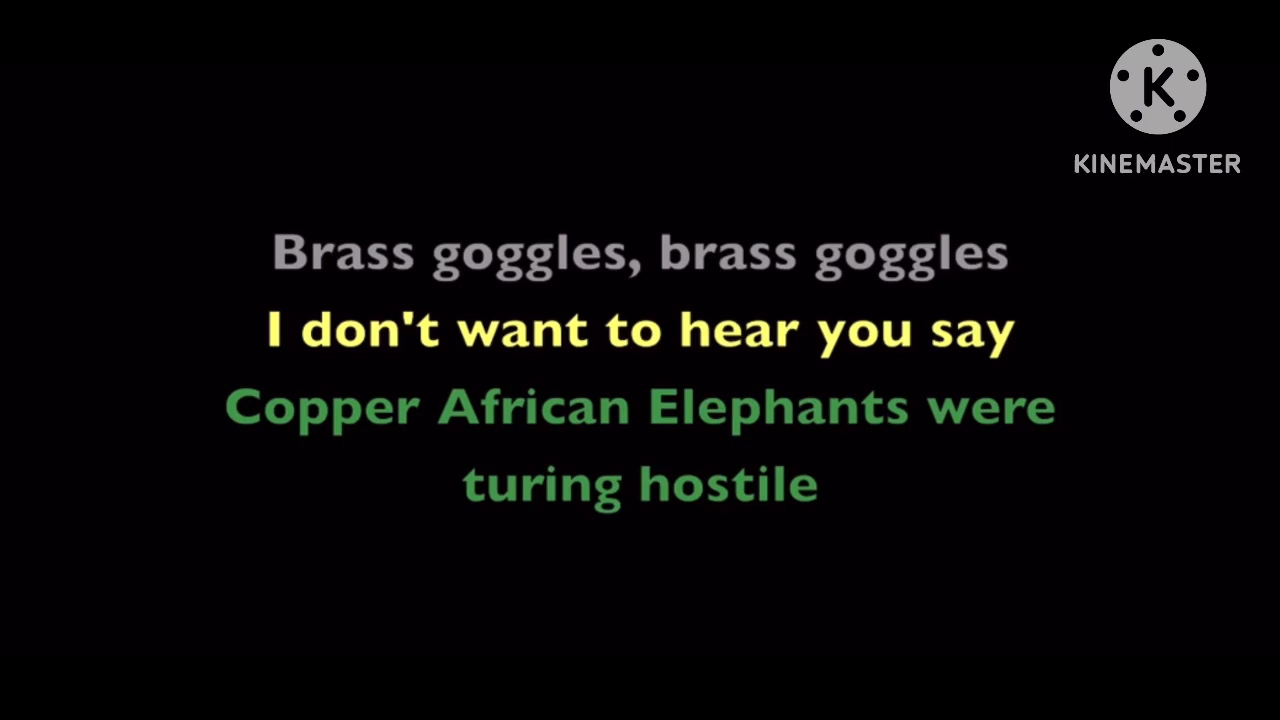 K
KINEMASTER
Brass goggles, brass goggles
I don't want to hear you say
Copper African Elephants were
turing hostile